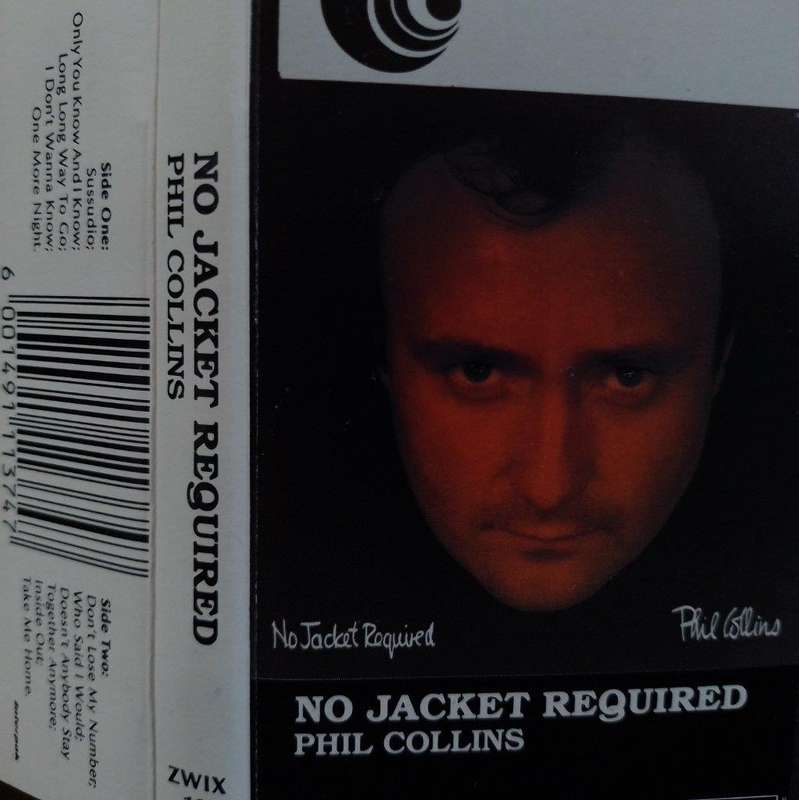 Side One:
Sussudio;
Only You Know And I Know;
Long Long Way To Go;
I Don't Wanna Know;
One More Night.
6 001491 113747
Side Two:
Don't Lose My Number;
Who Said I Would;
Doesn't Anybody Stay
Together Anymore;
Inside Out;
Take Me Home.
NO JACKET REQUIRED
PHIL COLLINS
ZWIX
No Jacket Required
Phil Collins
NO JACKET REQUIRED
PHIL COLLINS